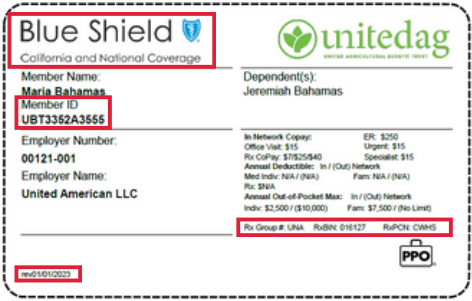 Blue Shield
California and National Coverage
unitedag
UNITED AGRICULTURAL BENEFIT TRUST
Member Name:
Maria Bahamas
Member ID
UBT3352A3555
Employer Number:
00121-001
Employer Name:
United American LLC
Dependent(s):
Jeremiah Bahamas
In Network Copay: ER: $250
Office Visit: $15 Urgent: $15
Rx CoPay: $7/$25/$40 Specialist: $15
Annual Deductible: In / (Out) Network
Med Indiv: N/A / (N/A) Fam: N/A / (N/A)
Rx: $N/A
Annual Out-of-Pocket Max: In / (Out) Network
Indiv: $2,500 / ($10,000) Fam: $7,500 / (No Limit)
Rx Group #: UNA RxBIN: 016127 RxPCN: CWHS
PPO
rev01/01/2023